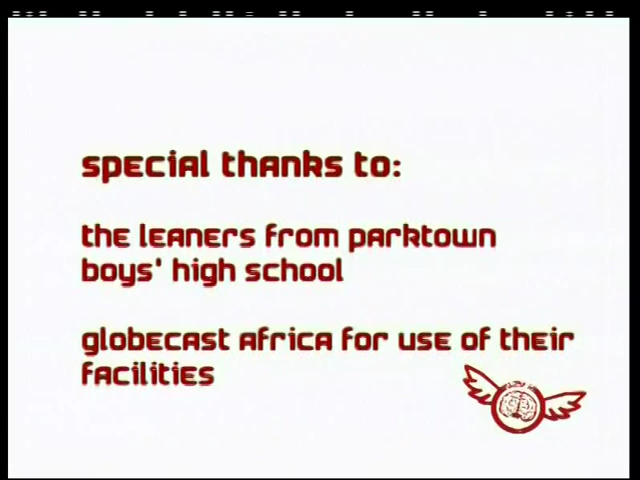 special thanks to:
the leaners from parktown
boys' high school
globecast africa for use of their
facilities